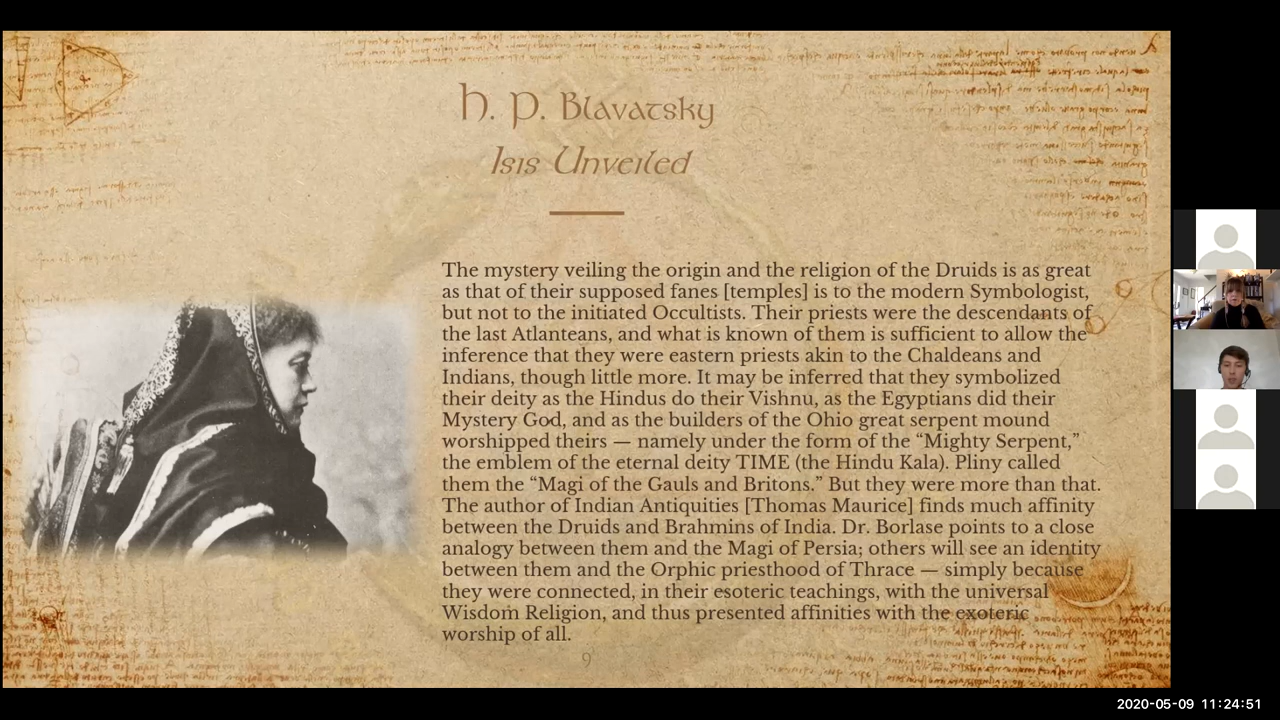 h. p. Blavatsky
Isis Unveiled
The mystery veiling the origin and the religion of the Druids is as great
as that of their supposed fanes [temples] is to the modern Symbologist,
but not to the initiated Occultists. Their priests were the descendants of
the last Atlanteans, and what is known of them is sufficient to allow the
inference that they were eastern priests akin to the Chaldeans and
Indians, though little more. It may be inferred that they symbolized
their deity as the Hindus do their Vishnu, as the Egyptians did their
Mystery God, and as the builders of the Ohio great serpent mound
worshipped theirs — namely under the form of the “Mighty Serpent,”
the emblem of the eternal deity TIME (the Hindu Kala). Pliny called
them the “Magi of the Gauls and Britons.” But they were more than that.
The author of Indian Antiquities [Thomas Maurice] finds much affinity
between the Druids and Brahmins of India. Dr. Borlase points to a close
analogy between them and the Magi of Persia; others will see an identity
between them and the Orphic priesthood of Thrace — simply because
they were connected, in their esoteric teachings, with the universal
Wisdom Religion, and thus presented affinities with the exoteric
worship of all.
9
2020-05-09 11:24:51